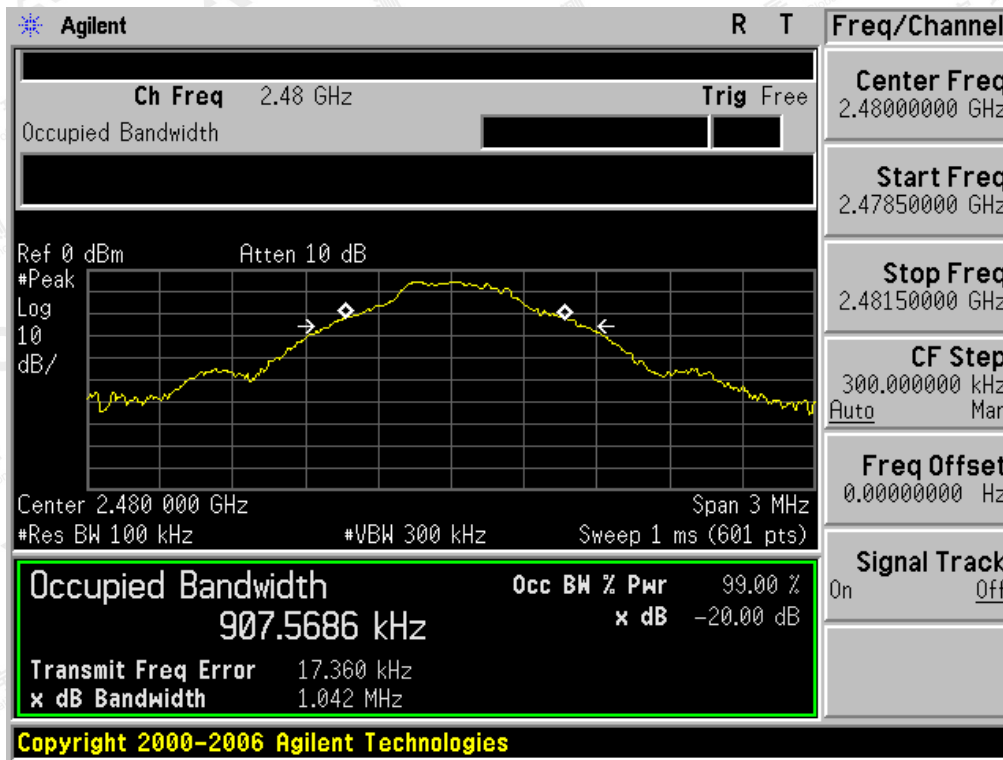 Agilent R T
Freq/Channel
Ch Freq 2.48 GHz Trig Free
Occupied Bandwidth
Center Freq
2.48000000 GHz
Start Freq
2.47850000 GHz
Stop Freq
2.48150000 GHz
CF Step
300.000000 kHz
Auto Man
Freq Offset
0.00000000 Hz
Signal Track
On Off
Ref 0 dBm Atten 10 dB
#Peak
Log
10
dB/
Center 2.480 000 GHz Span 3 MHz
#Res BW 100 kHz #VBW 300 kHz Sweep 1 ms (601 pts)
Occupied Bandwidth
907.5686 kHz
Occ BW % Pwr 99.00 %
x dB -20.00 dB
Transmit Freq Error 17.360 kHz
x dB Bandwidth 1.042 MHz
Copyright 2000-2006 Agilent Technologies